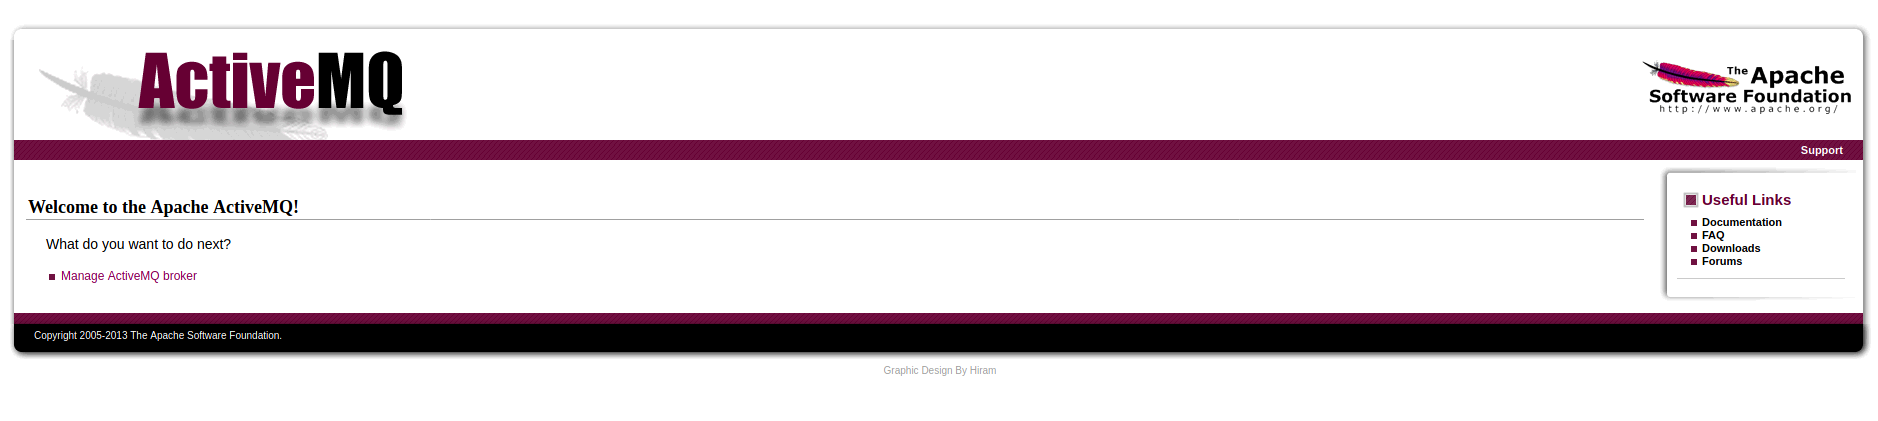 ActiveMQ
The Apache
Software Foundation
http://www.apache.org/
Support
Welcome to the Apache ActiveMQ!
What do you want to do next?
Manage ActiveMQ broker
Useful Links
Documentation
FAQ
Downloads
Forums
Copyright 2005-2013 The Apache Software Foundation.
Graphic Design By Hiram